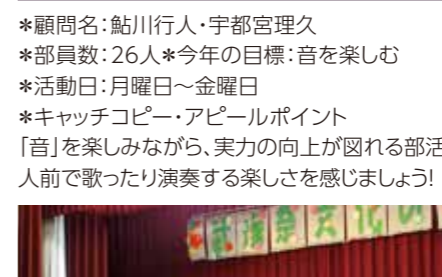 *顧問名：鮎川行人・宇都宮理久
*部員数：26人*今年の目標：音を楽しむ
*活動日：月曜日〜金曜日
*キャッチコピー・アピールポイント
「音」を楽しみながら、実力の向上が図れる部活
人前で歌ったり演奏する楽しさを感じましょう！